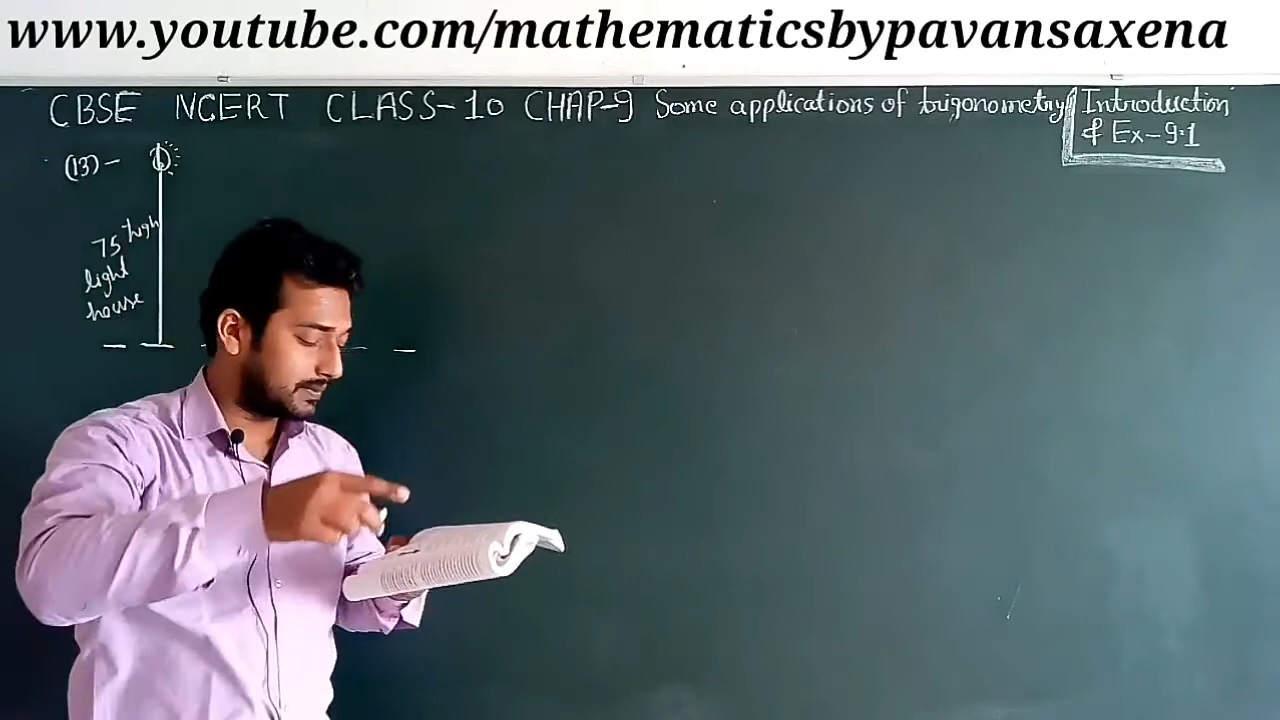 www.youtube.com/mathematicsbypavansaxena
CBSE NCERT CLASS-10 CHAP-9 Some applications of trigonometry Introduction
& Ex-9.1
(13)-
75 high
light
house